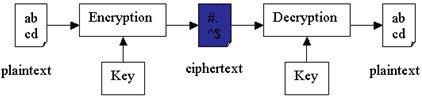 ab
cd
Encryption
#.
^$
Decryption
ab
cd
plaintext
Key
ciphertext
Key
plaintext